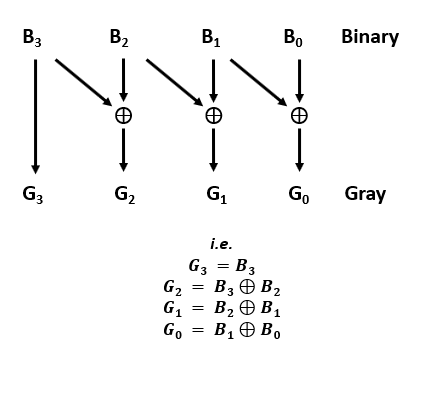 B₃ B₂ B₁ B₀ Binary
⊕ ⊕ ⊕
G₃ G₂ G₁ G₀ Gray
i.e.
G₃ = B₃
G₂ = B₃ ⊕ B₂
G₁ = B₂ ⊕ B₁
G₀ = B₁ ⊕ B₀